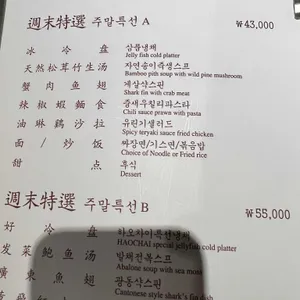 週末特選 주말특선 A ₩43,000
冰冷盘 삼품냉채
Jelly fish cold platter
天然松茸竹生汤 자연송이죽생스프
Bamboo pith soup with wild pine mushroom
蟹肉鱼翅 게살샥스핀
Shark fin with crab meat
辣椒蝦麵食 칠새우칠리파스타
Chili sauce prawn with pasta
油淋鷄沙拉 유린기샐러드
Spicy teryaki sauce fried chicken
面/炒饭 짜장면/기스면/볶음밥
Choice of Noodle or Fried rice
甜点 후식
Dessert
週末特選 주말특선 B ₩55,000
好冷盘 하오차이특선냉채
HAOCHAI special jellyfish cold platter
发菜鲍鱼汤 발채전복스프
Abalone soup with sea moss
廣東魚翅 광동샥스핀
Cantonese style shark's fin